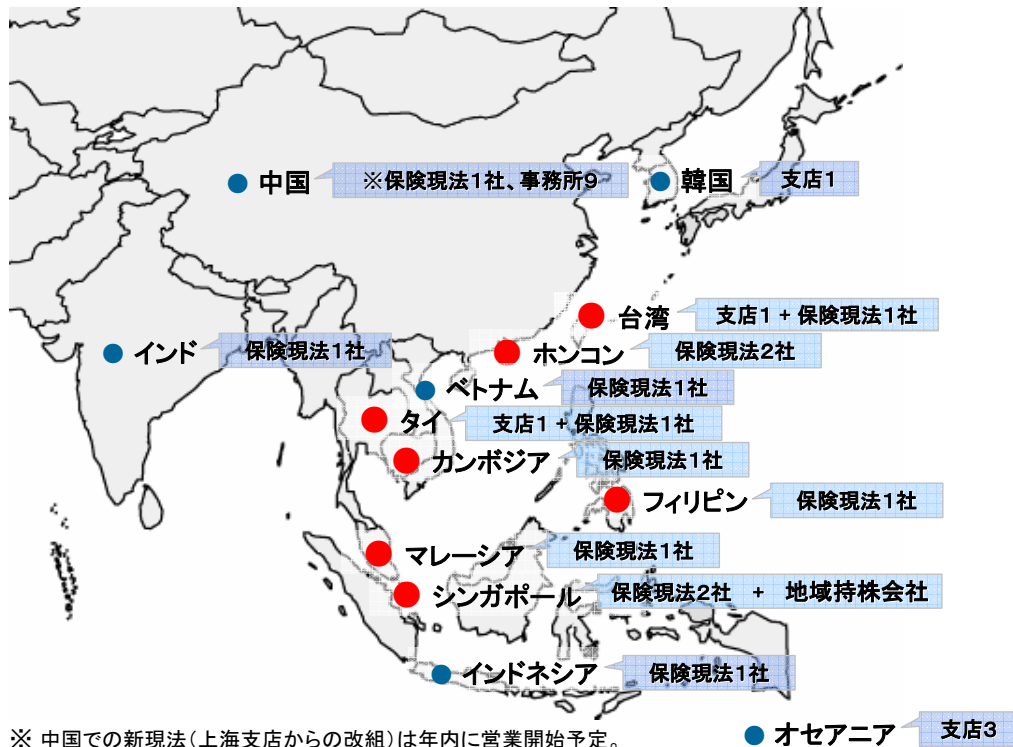 中国 ※保険現法1社、事務所9
韓国 支店1
台湾 支店1 + 保険現法1社
ホンコン 保険現法2社
インド 保険現法1社
ベトナム 保険現法1社
タイ 支店1 + 保険現法1社
カンボジア 保険現法1社
フィリピン 保険現法1社
マレーシア 保険現法1社
シンガポール 保険現法2社 + 地域持株会社
インドネシア 保険現法1社
オセアニア 支店3
※ 中国での新現法(上海支店からの改組)は年内に営業開始予定。